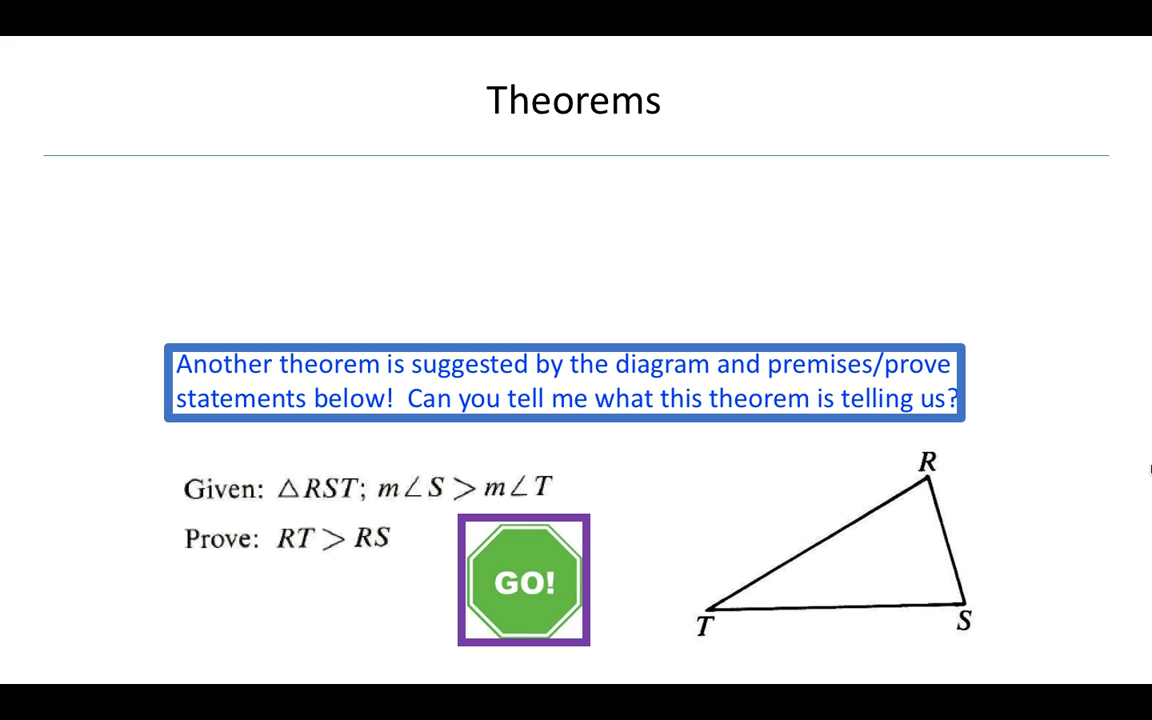 Theorems
Another theorem is suggested by the diagram and premises/prove
statements below!  Can you tell me what this theorem is telling us?
Given: △RST; m∠S > m∠T
Prove: RT > RS
GO!
R
T
S